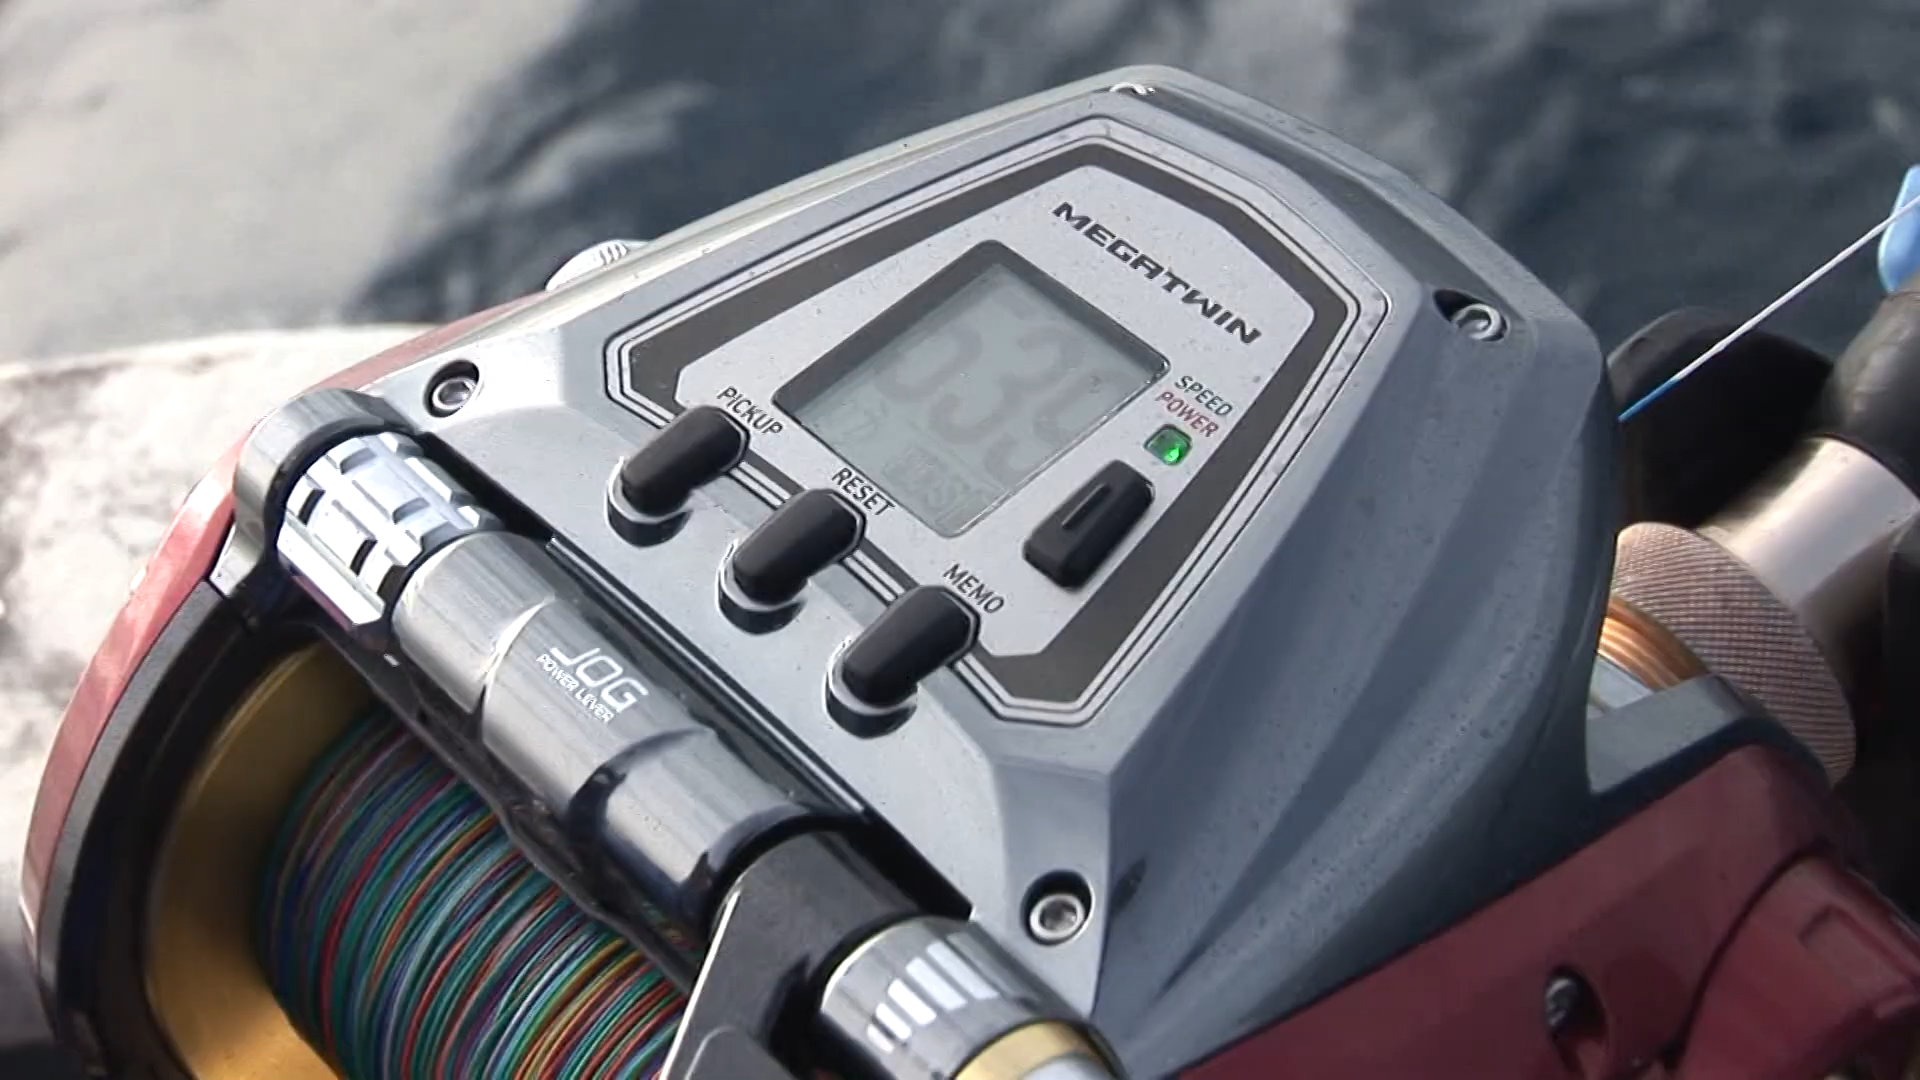 MEGATWIN
SPEED
POWER
PICKUP
RESET
MEMO
JOG
POWER LEVER